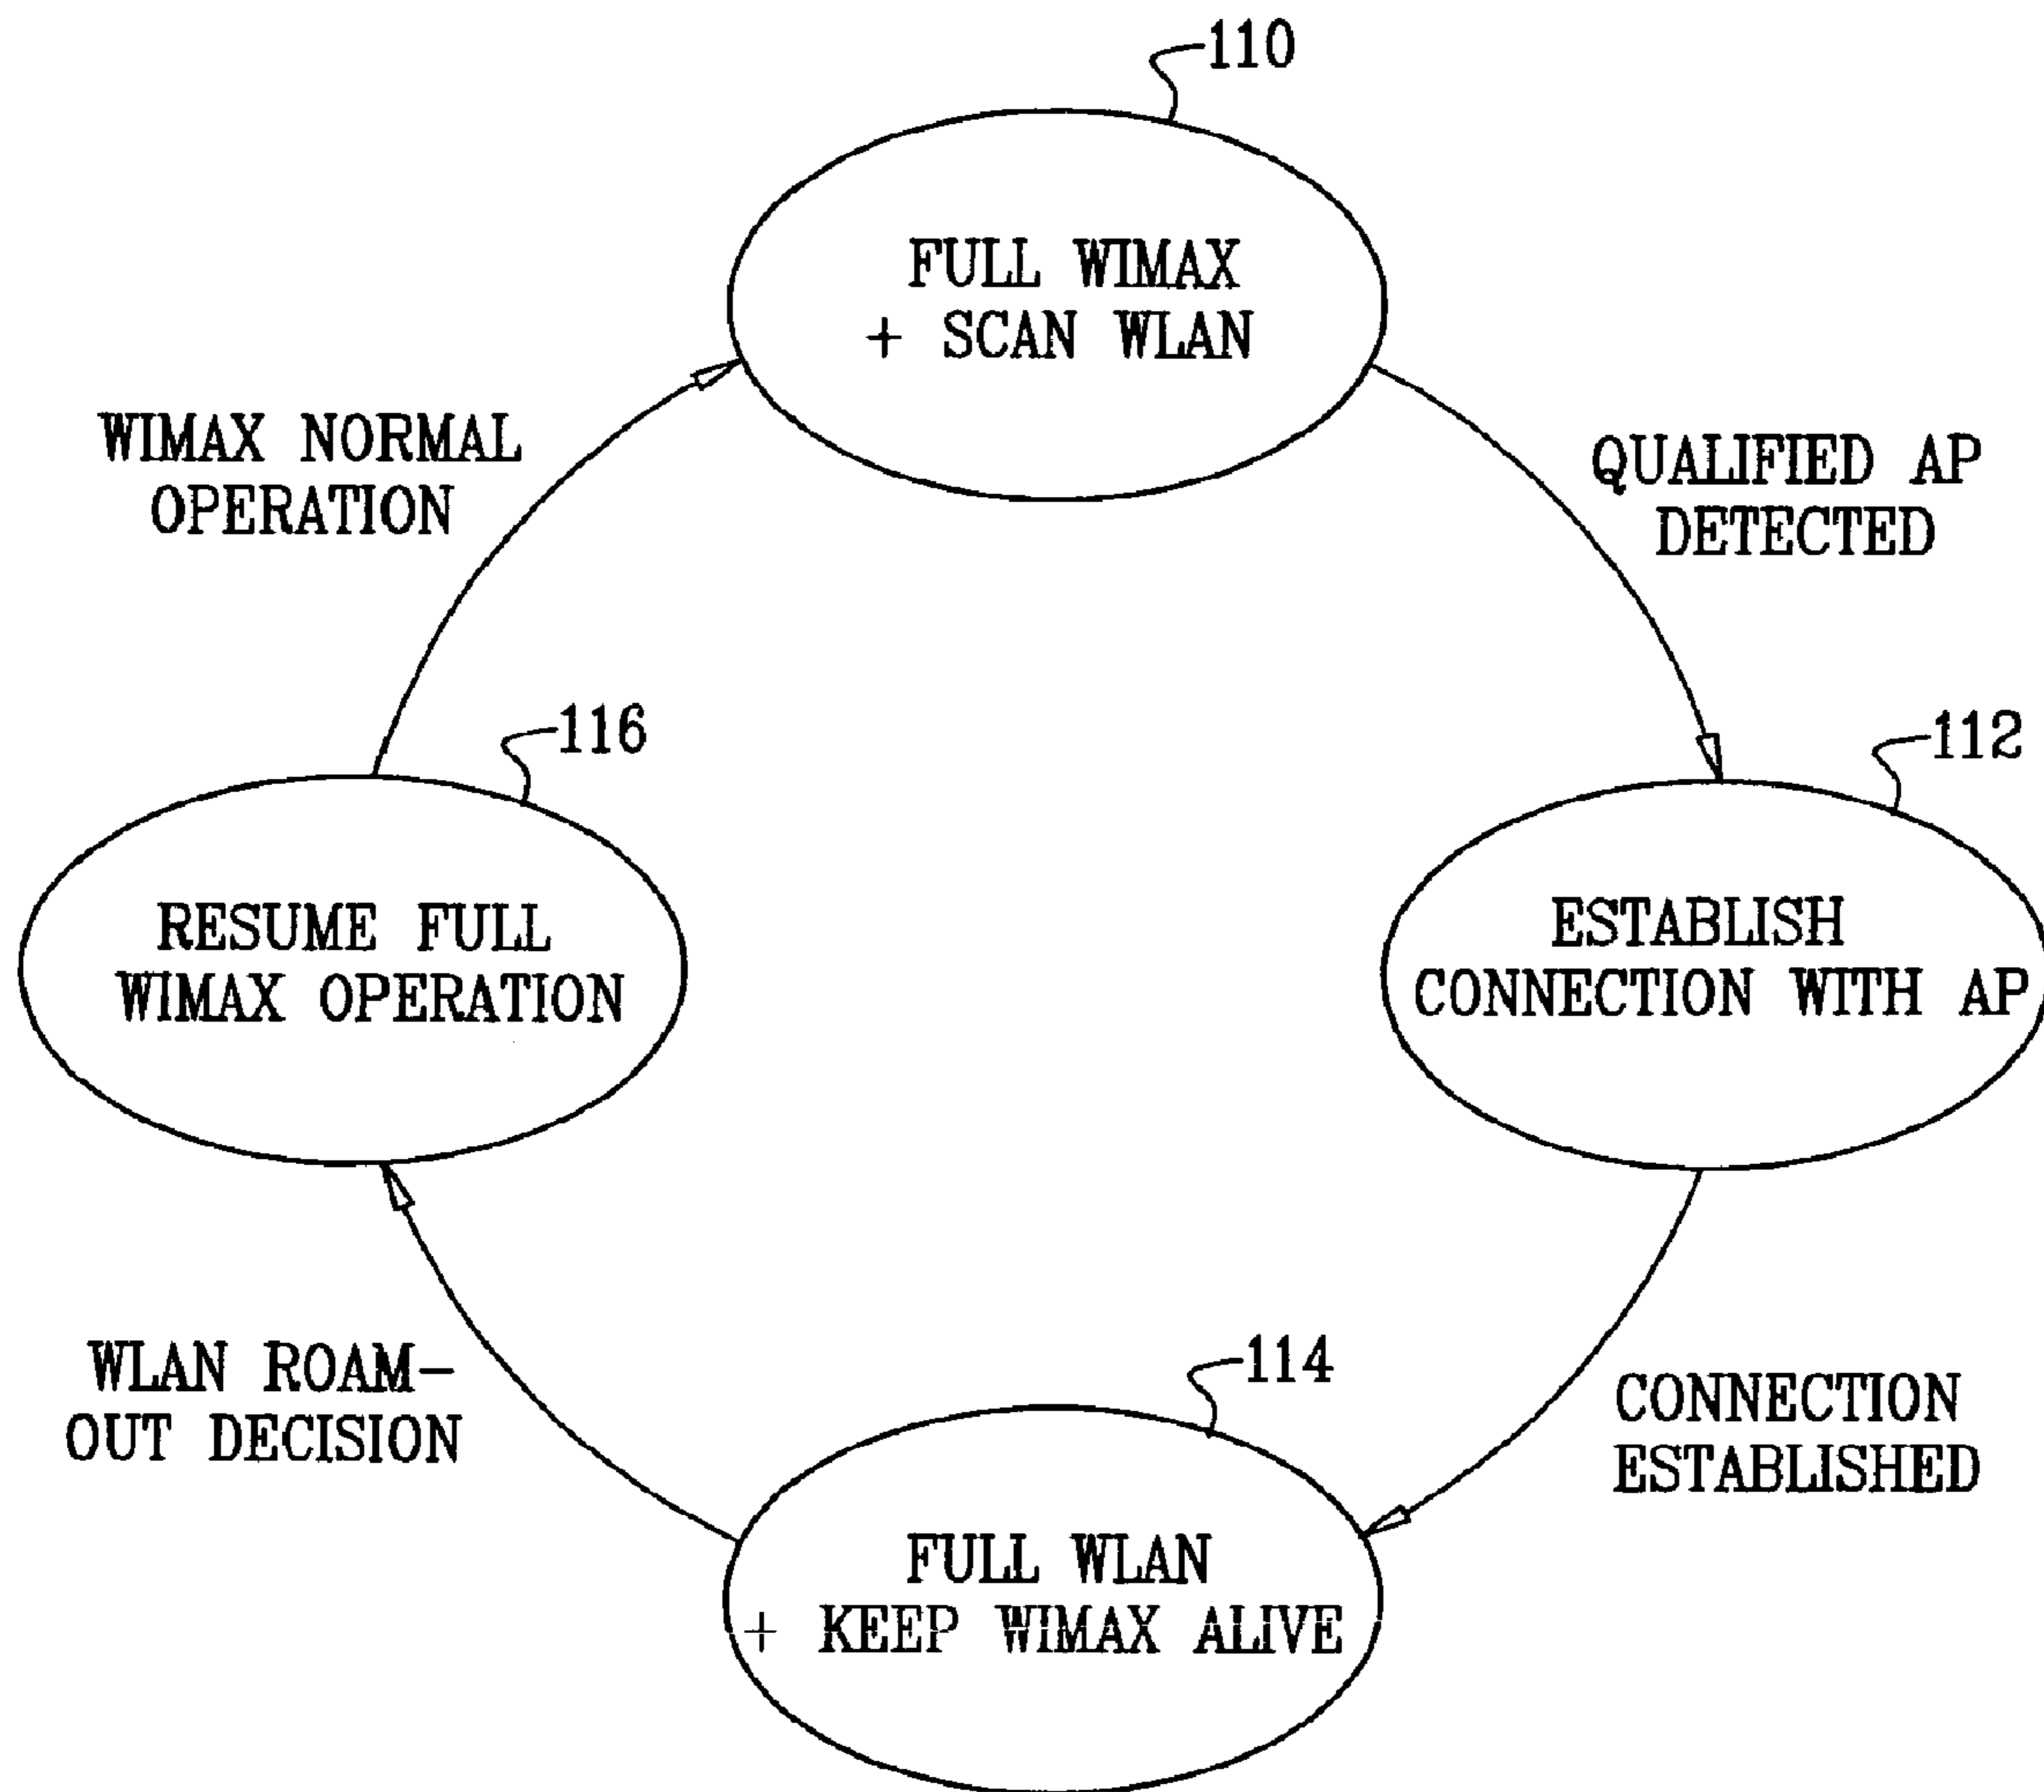 110
FULL WIMAX
+ SCAN WLAN
WIMAX NORMAL
OPERATION
QUALIFIED AP
DETECTED
116
112
RESUME FULL
WIMAX OPERATION
ESTABLISH
CONNECTION WITH AP
WLAN ROAM-
OUT DECISION
114
CONNECTION
ESTABLISHED
FULL WLAN
+ KEEP WIMAX ALIVE